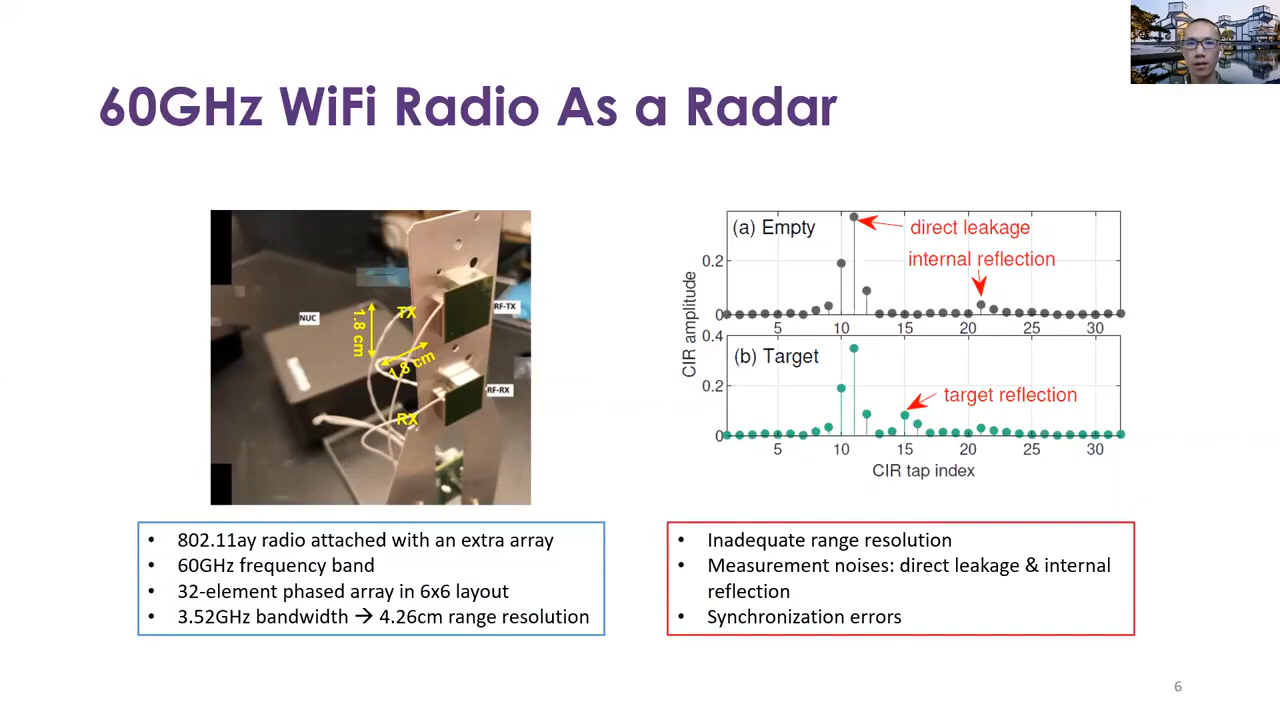 60GHz WiFi Radio As a Radar
NUC
TX
RF-TX
1.8 cm
1.8 cm
RF-RX
RX
(a) Empty
direct leakage
internal reflection
0.2
0
5 10 15 20 25 30
CIR amplitude
0.4
(b) Target
target reflection
0.2
0
5 10 15 20 25 30
CIR tap index
• 802.11ay radio attached with an extra array
• 60GHz frequency band
• 32-element phased array in 6x6 layout
• 3.52GHz bandwidth → 4.26cm range resolution
• Inadequate range resolution
• Measurement noises: direct leakage & internal
reflection
• Synchronization errors
6